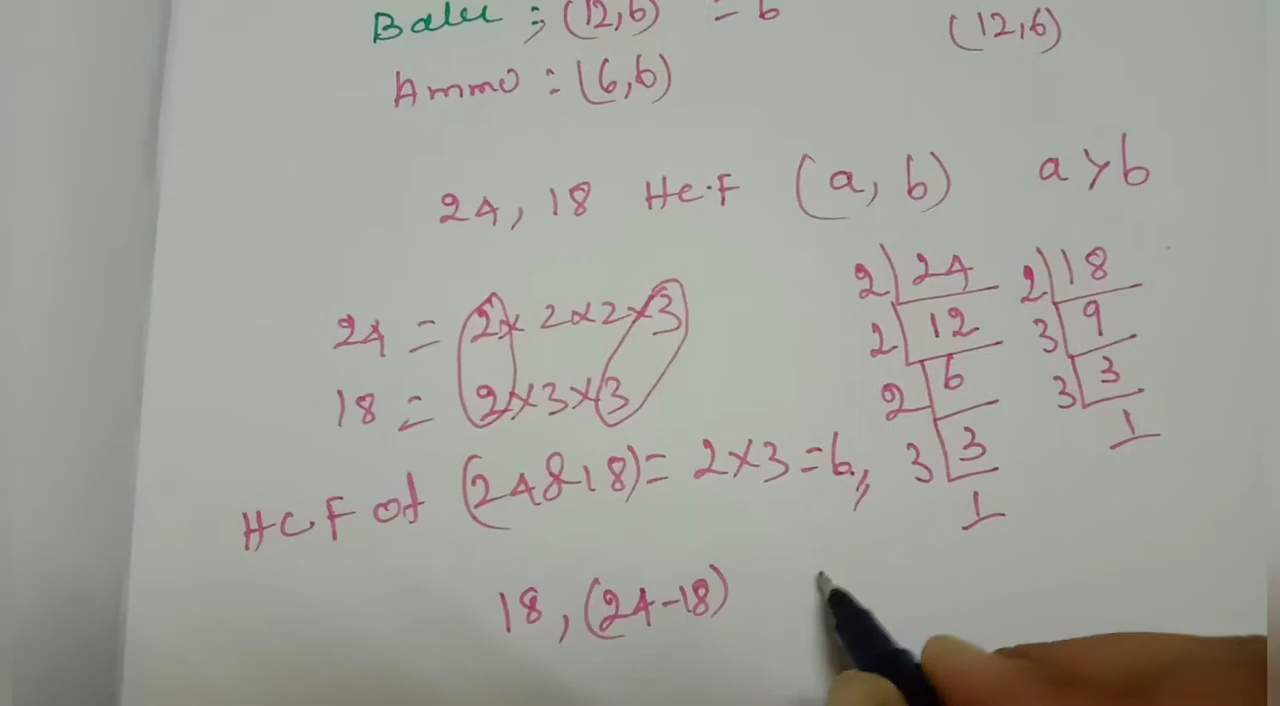 Balu : (12,6) = 6
(12,6)
Ammo : (6,6)
24, 18 H.C.F (a, b) a > b
24 = 2 x 2 x 2 x 3
18 = 2 x 3 x 3
HCF of (24 & 18) = 2 x 3 = 6,,
2 | 24
2 | 12
2 | 6
3 | 3
1
2 | 18
3 | 9
3 | 3
1
18, (24-18)